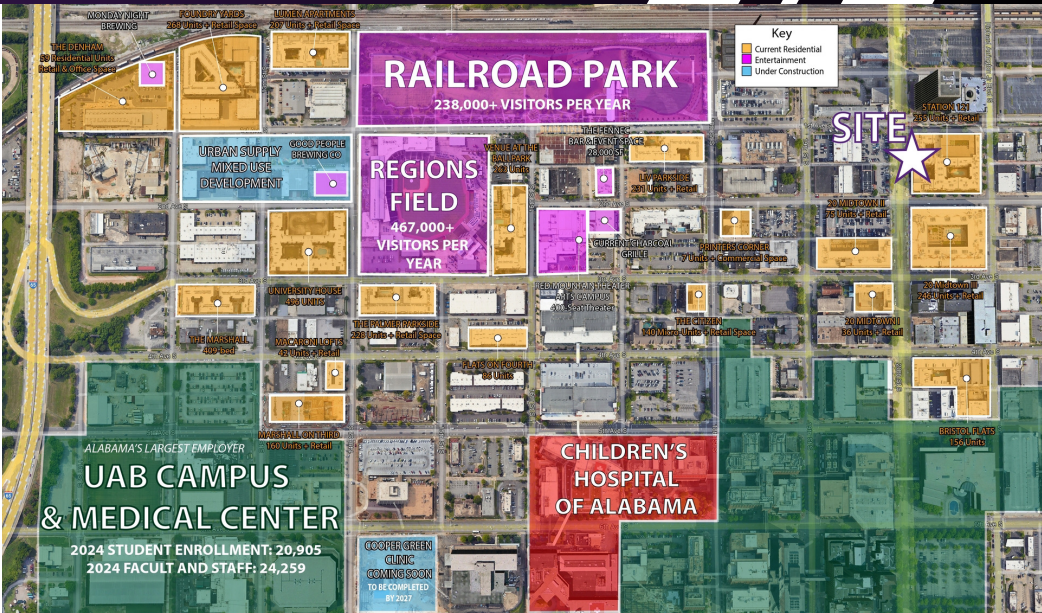 MONDAY NIGHT
BREWING
FOUNDRY YARDS
268 Units + Retail Space
LUMEN APARTMENTS
207 Units + Retail Space
THE DENHAM
59 Residential Units
Retail & Office Space
RAILROAD PARK
238,000+ VISITORS PER YEAR
Key
Current Residential
Entertainment
Under Construction
STATION 121
255 Units + Retail
SITE
URBAN SUPPLY
MIXED USE
DEVELOPMENT
GOOD PEOPLE
BREWING CO
REGIONS
FIELD
467,000+
VISITORS PER
YEAR
VENUE AT THE
BALLPARK
263 Units
THE FENNEC
BAR & EVENT SPACE
28,000 SF
LIV PARKSIDE
231 Units + Retail
CURRENT CHARCOAL
GRILLE
PRINTERS CORNER
7 Units + Commercial Space
20 MIDTOWN II
Units + Retail
UNIVERSITY HOUSE
UNITS
RED MOUNTAIN THEATER
ARTS CAMPUS
Seat Theater
20 Midtown III
Units + Retail
THE MARSHALL
bed
THE PALMER PARKSIDE
228 Units + Retail Space
THE CITIZEN
140 Micro-Units + Retail Space
20 MIDTOWN I
36 Units + Retail
MACARONI LOFTS
42 Units + Retail
FLATS ON FOURTH
Units
MARSHALL ON THIRD
160 Units + Retail
BRISTOL FLATS
156 Units
ALABAMA'S LARGEST EMPLOYER
UAB CAMPUS
& MEDICAL CENTER
2024 STUDENT ENROLLMENT: 20,905
2024 FACULT AND STAFF: 24,259
CHILDREN'S
HOSPITAL
OF ALABAMA
COOPER GREEN
CLINIC
COMING SOON
TO BE COMPLETED
BY 2027